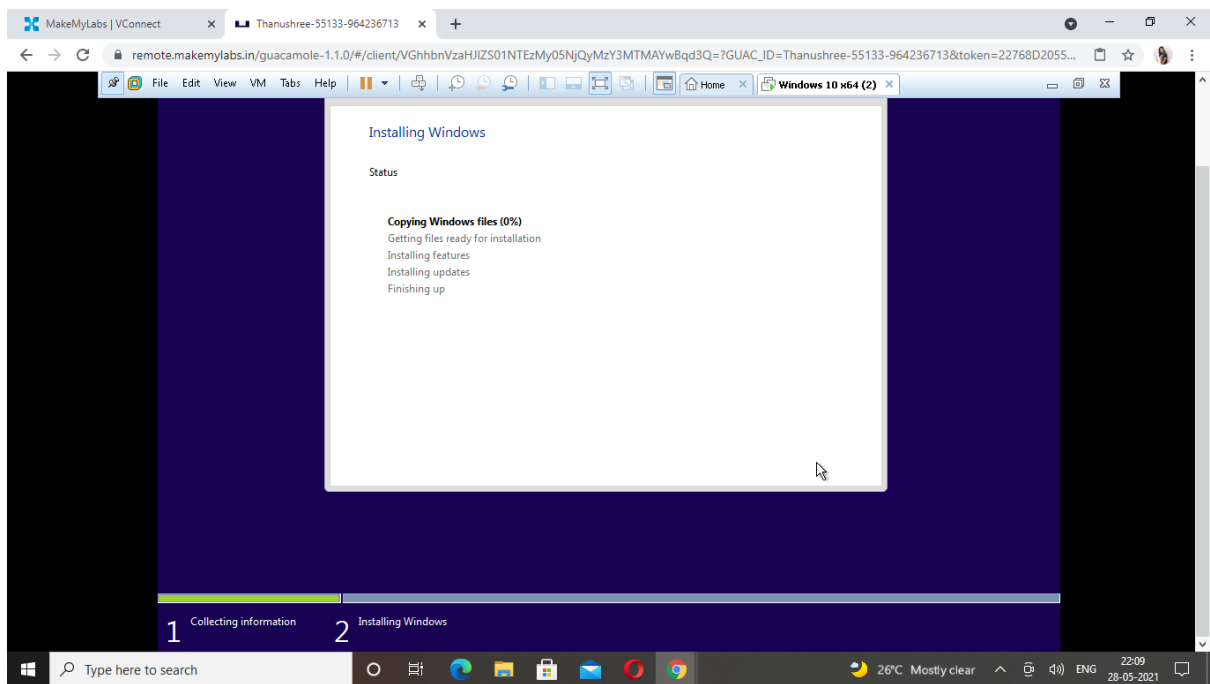 MakeMyLabs | VConnect
Thanushree-55133-964236713
remote.makemylabs.in/guacamole-1.1.0/#/client/VGhhbnVzaHJlZS01NTEzMy05NjQyMzY3MTMAYwBqd3Q=?GUAC_ID=Thanushree-55133-964236713&token=22768D2055...
File Edit View VM Tabs Help Home Windows 10 x64 (2)
Installing Windows
Status
Copying Windows files (0%)
Getting files ready for installation
Installing features
Installing updates
Finishing up
1 Collecting information 2 Installing Windows
Type here to search 26°C Mostly clear ENG 22:09
28-05-2021